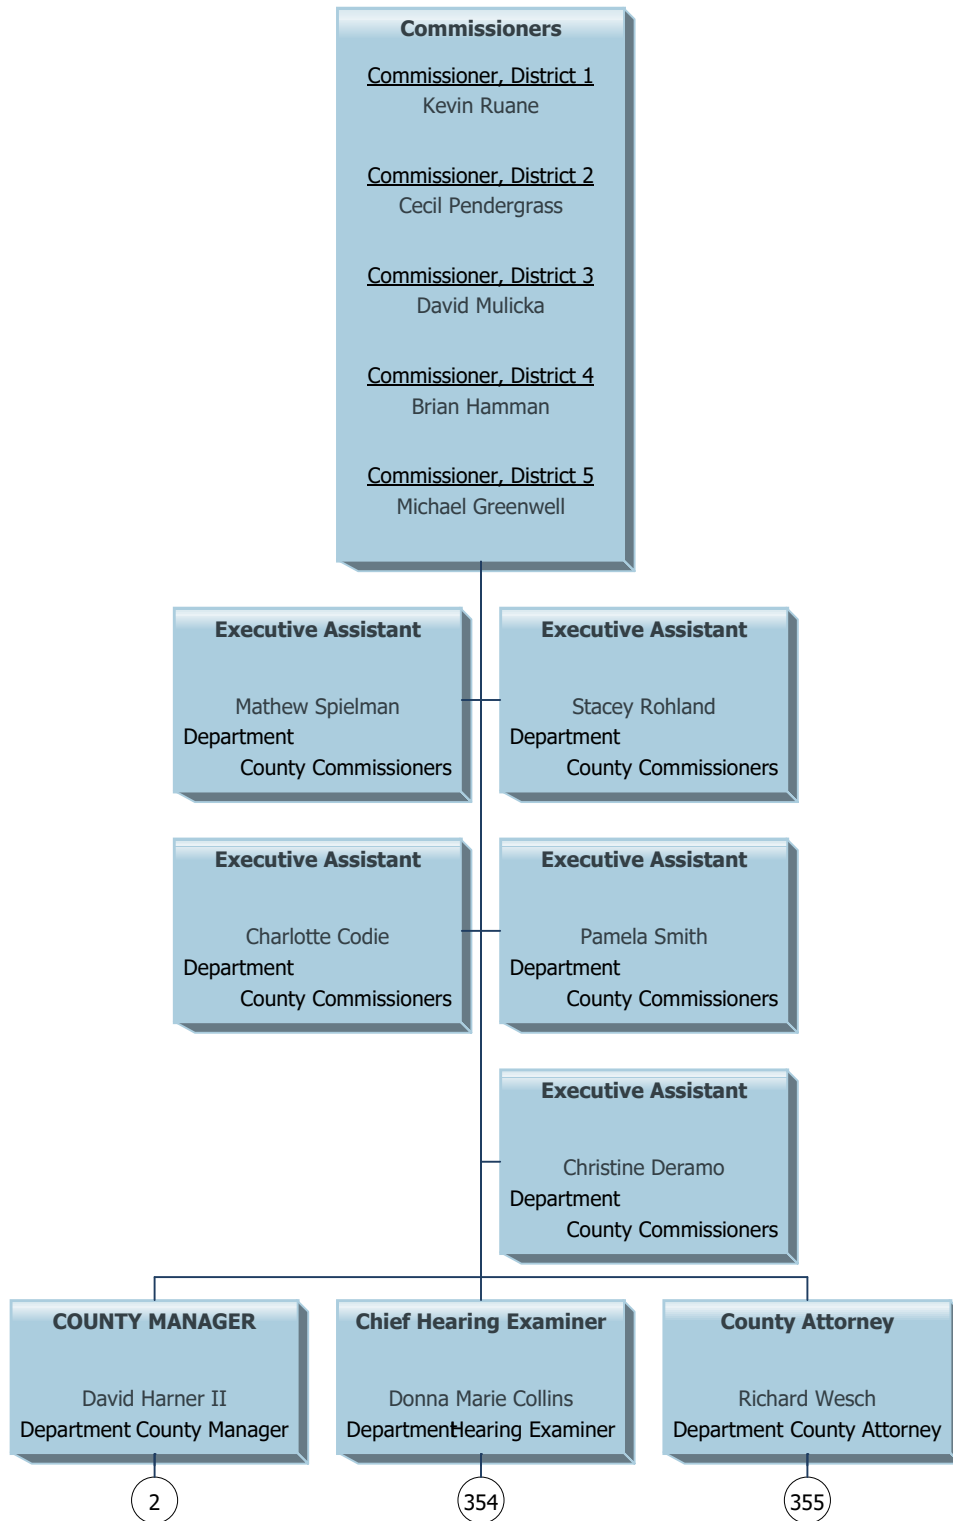 Commissioners
Commissioner, District 1
Kevin Ruane
Commissioner, District 2
Cecil Pendergrass
Commissioner, District 3
David Mulicka
Commissioner, District 4
Brian Hamman
Commissioner, District 5
Michael Greenwell
Executive Assistant
Mathew Spielman
Department
County Commissioners
Executive Assistant
Stacey Rohland
Department
County Commissioners
Executive Assistant
Charlotte Codie
Department
County Commissioners
Executive Assistant
Pamela Smith
Department
County Commissioners
Executive Assistant
Christine Deramo
Department
County Commissioners
COUNTY MANAGER
David Harner II
Department County Manager
2
Chief Hearing Examiner
Donna Marie Collins
Department Hearing Examiner
354
County Attorney
Richard Wesch
Department County Attorney
355